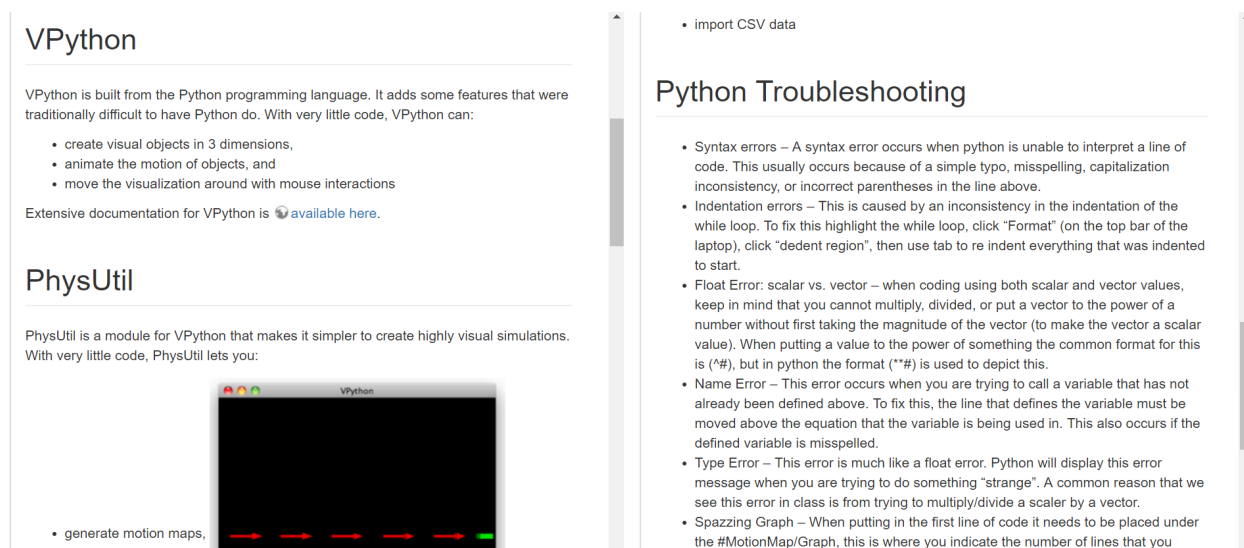 VPython
VPython is built from the Python programming language. It adds some features that were
traditionally difficult to have Python do. With very little code, VPython can:
• create visual objects in 3 dimensions,
• animate the motion of objects, and
• move the visualization around with mouse interactions
Extensive documentation for VPython is available here.
PhysUtil
PhysUtil is a module for VPython that makes it simpler to create highly visual simulations.
With very little code, PhysUtil lets you:
VPython
• generate motion maps,
• import CSV data
Python Troubleshooting
• Syntax errors – A syntax error occurs when python is unable to interpret a line of
code. This usually occurs because of a simple typo, misspelling, capitalization
inconsistency, or incorrect parentheses in the line above.
• Indentation errors – This is caused by an inconsistency in the indentation of the
while loop. To fix this highlight the while loop, click “Format” (on the top bar of the
laptop), click “dedent region”, then use tab to re indent everything that was indented
to start.
• Float Error: scalar vs. vector – when coding using both scalar and vector values,
keep in mind that you cannot multiply, divided, or put a vector to the power of a
number without first taking the magnitude of the vector (to make the vector a scalar
value). When putting a value to the power of something the common format for this
is (^#), but in python the format (**#) is used to depict this.
• Name Error – This error occurs when you are trying to call a variable that has not
already been defined above. To fix this, the line that defines the variable must be
moved above the equation that the variable is being used in. This also occurs if the
defined variable is misspelled.
• Type Error – This error is much like a float error. Python will display this error
message when you are trying to do something “strange”. A common reason that we
see this error in class is from trying to multiply/divide a scaler by a vector.
• Spazzing Graph – When putting in the first line of code it needs to be placed under
the #MotionMap/Graph, this is where you indicate the number of lines that you